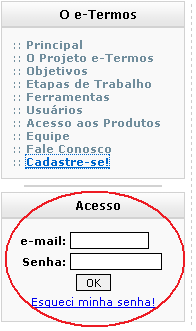 O e-Termos
:: Principal
:: O Projeto e-Termos
:: Objetivos
:: Etapas de Trabalho
:: Ferramentas
:: Usuários
:: Acesso aos Produtos
:: Equipe
:: Fale Conosco
:: Cadastre-se!
Acesso
e-mail:
Senha:
OK
Esqueci minha senha!